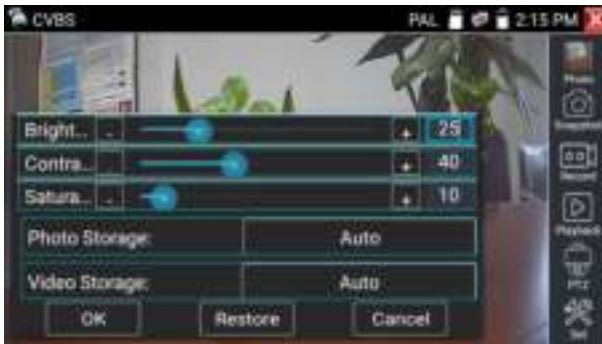 CVBS PAL 2:15 PM
Photo
Snapshot
Bright... - + 25
Record
Contra... - + 40
Satura... - + 10
Playback
Photo Storage: Auto
PTZ
Video Storage: Auto
OK Restore Cancel
Set